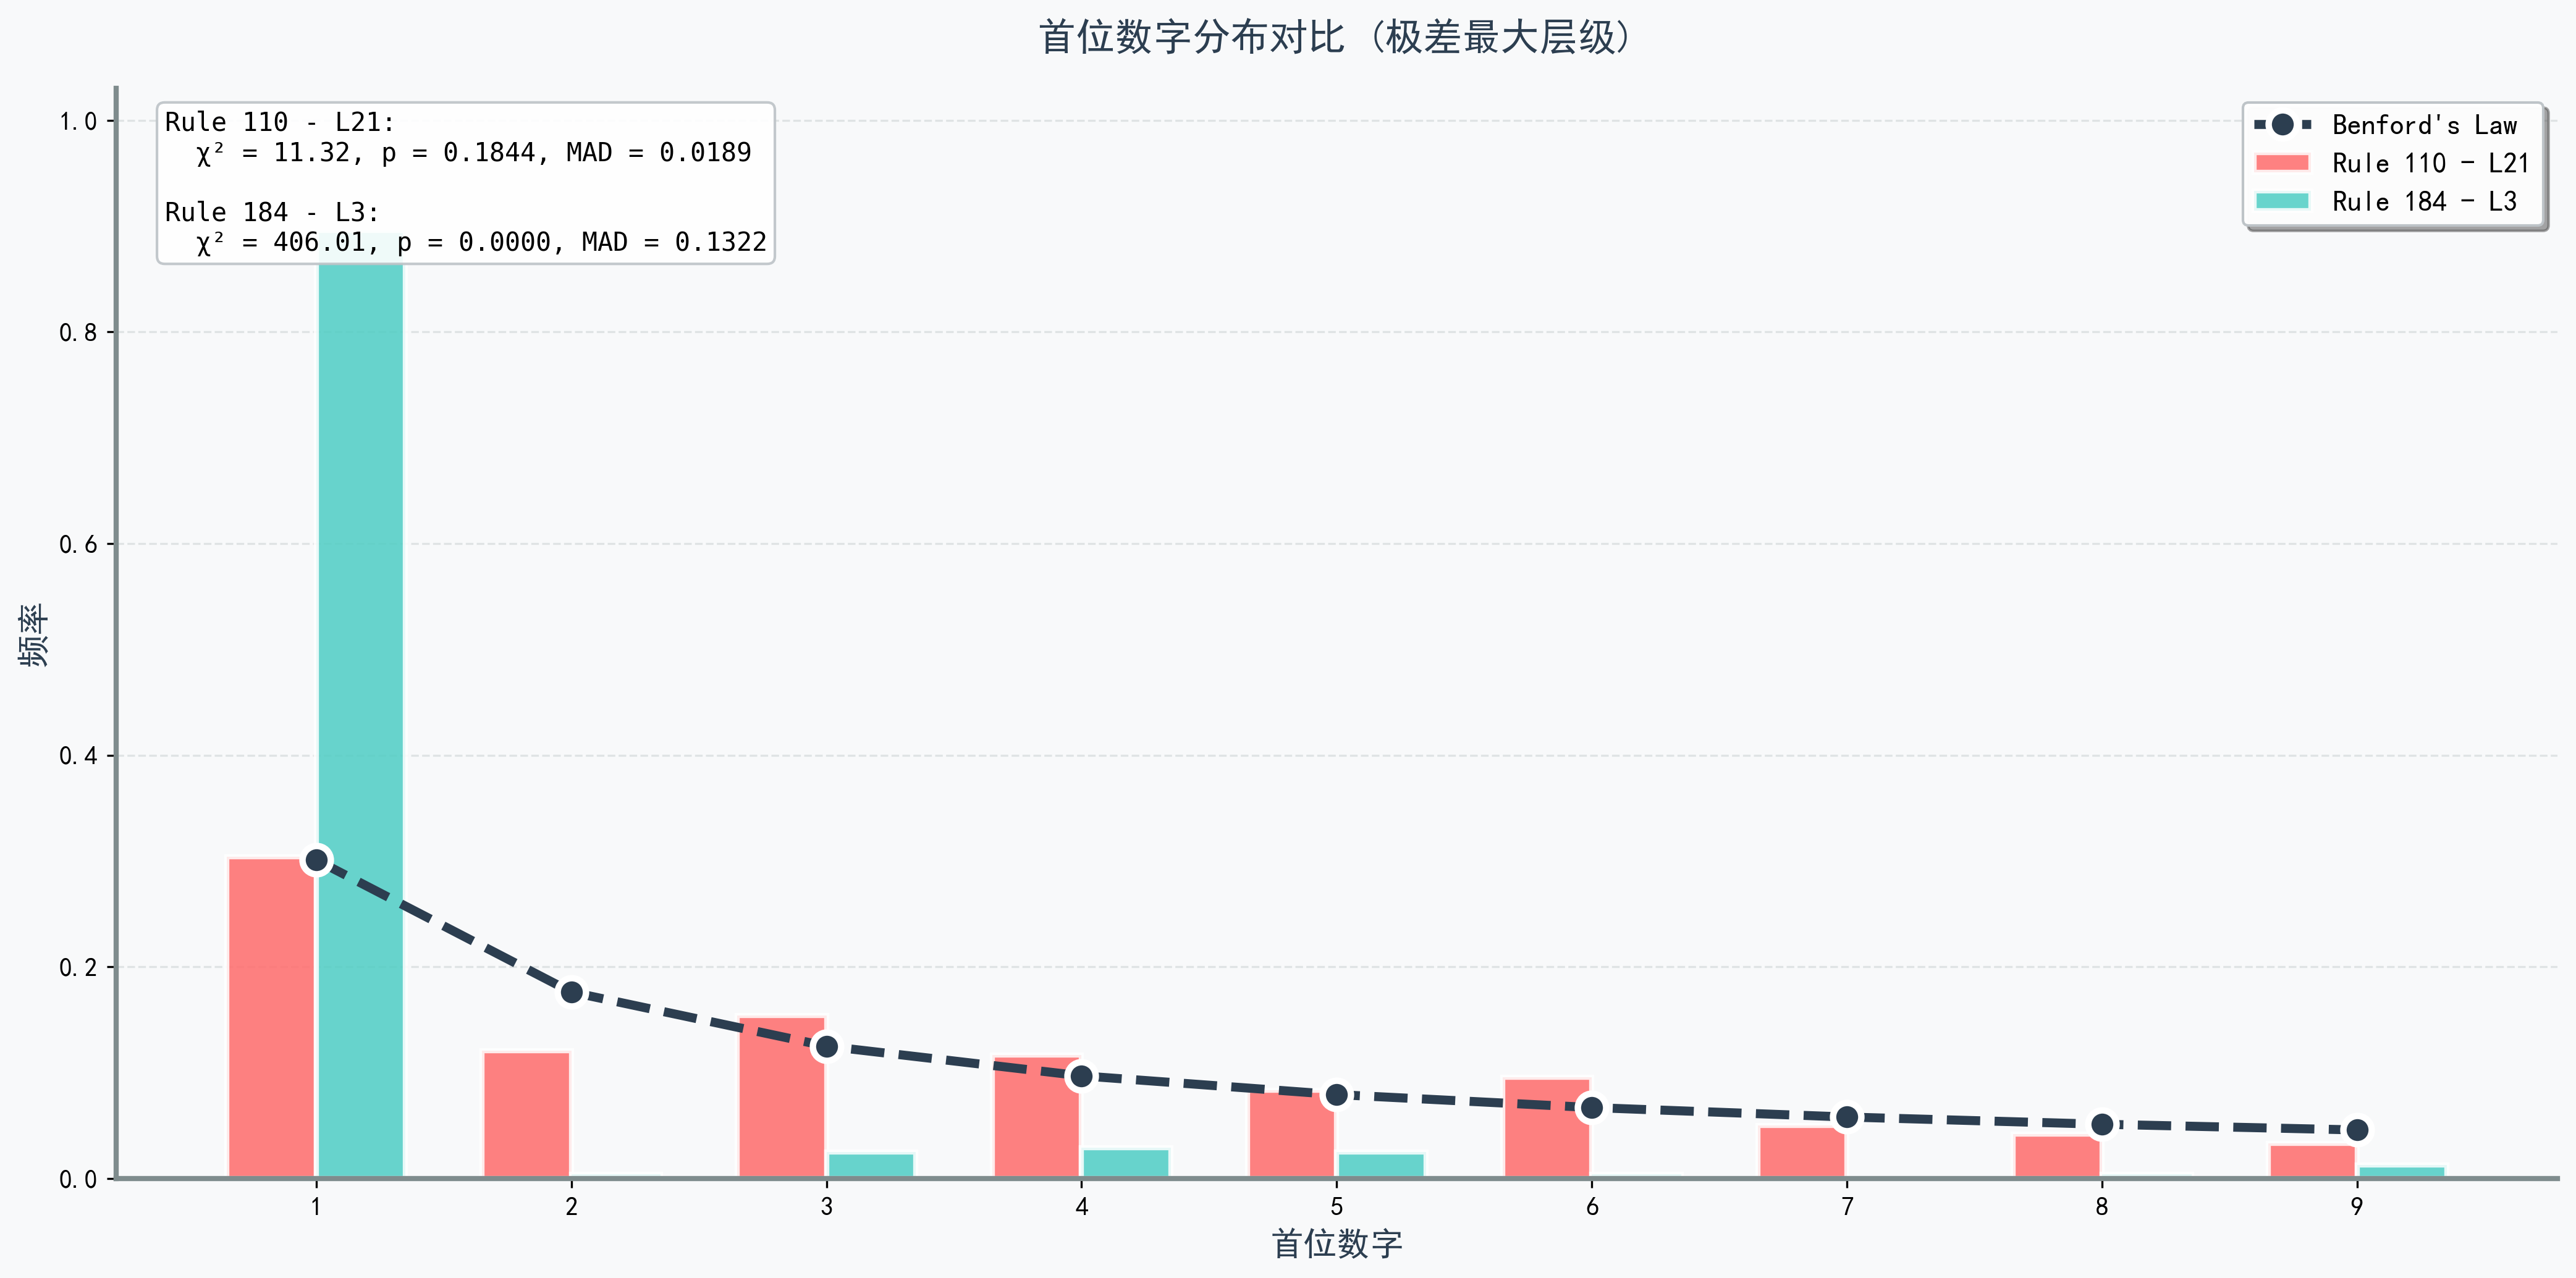 首位数字分布对比 (极差最大层级)
Rule 110 - L21:
χ² = 11.32, p = 0.1844, MAD = 0.0189
Rule 184 - L3:
χ² = 406.01, p = 0.0000, MAD = 0.1322
Benford's Law
Rule 110 - L21
Rule 184 - L3
频率
1.0
0.8
0.6
0.4
0.2
0.0
1 2 3 4 5 6 7 8 9
首位数字